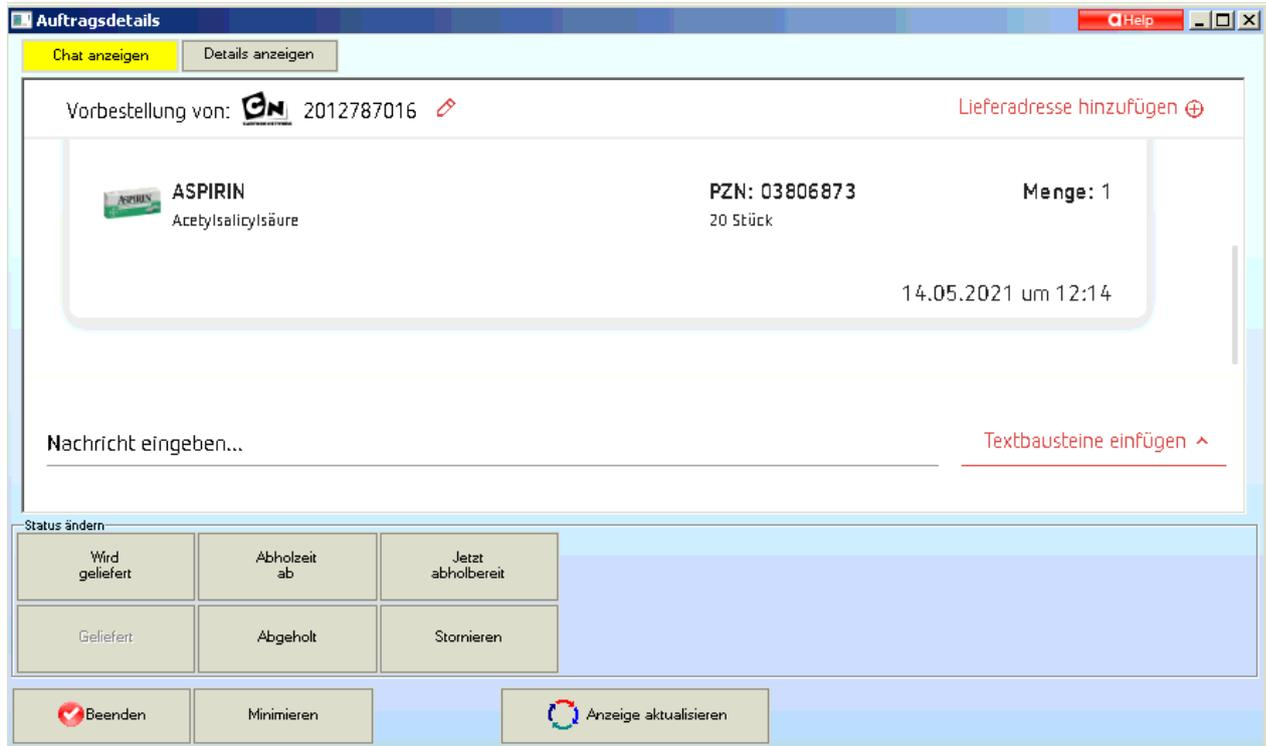 Auftragsdetails
Help
Chat anzeigen
Details anzeigen
Vorbestellung von: CN 2012787016
Lieferadresse hinzufügen
ASPIRIN
ASPIRIN PZN: 03806873 Menge: 1
Acetylsalicylsäure 20 Stück
14.05.2021 um 12:14
Nachricht eingeben...
Textbausteine einfügen
Status ändern
Wird
geliefert
Abholzeit
ab
Jetzt
abholbereit
Geliefert
Abgeholt
Stornieren
Beenden
Minimieren
Anzeige aktualisieren